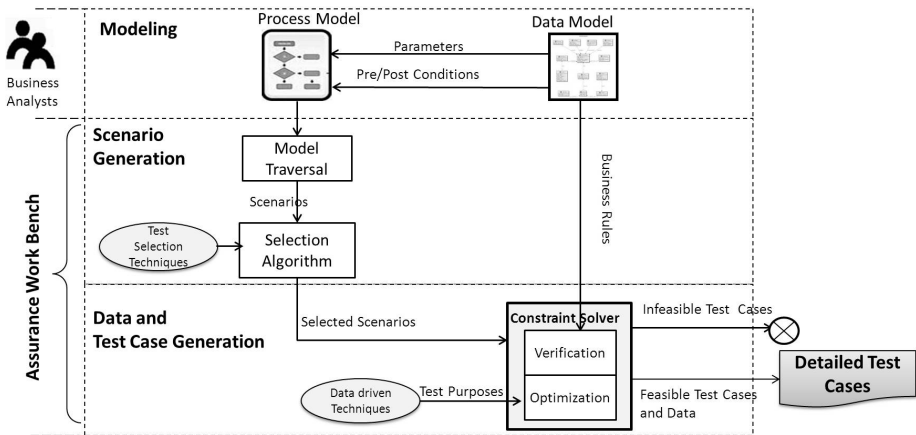 Process Model
Data Model
Modeling
Parameters
Pre/Post Conditions
Business
Analysts
Scenario
Generation
Model
Traversal
Scenarios
Test
Selection
Techniques
Selection
Algorithm
Business Rules
Assurance Work Bench
Data and
Test Case Generation
Selected Scenarios
Constraint Solver
Verification
Optimization
Infeasible Test Cases
Detailed Test
Cases
Data driven
Techniques
Test Purposes
Feasible Test Cases
and Data